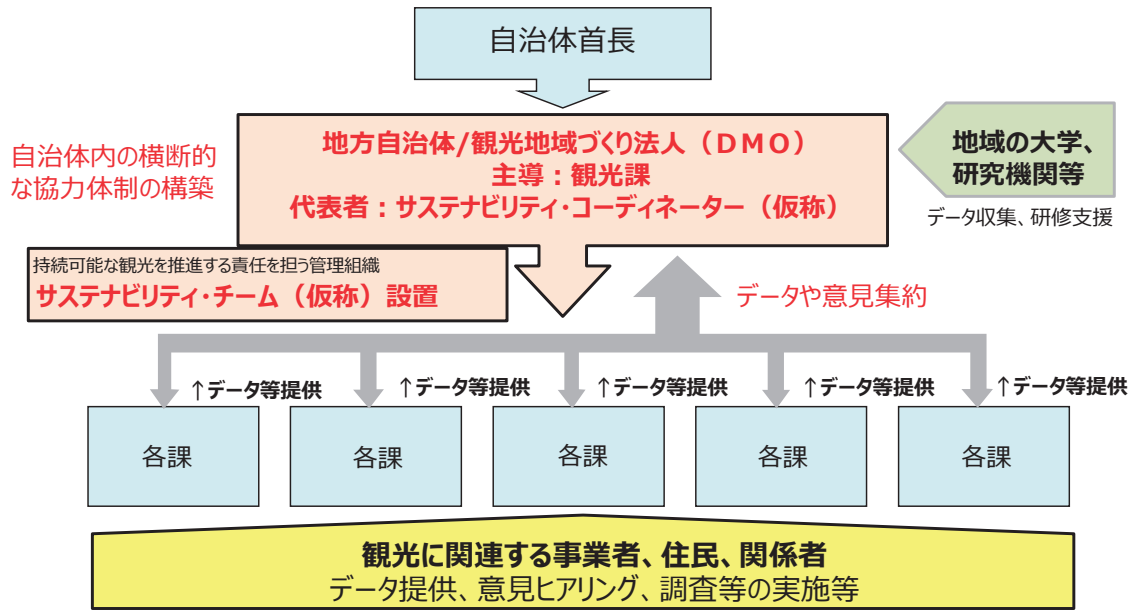 自治体首長
自治体内の横断的
な協力体制の構築
地方自治体/観光地域づくり法人（ＤＭＯ）
主導：観光課
代表者：サステナビリティ・コーディネーター（仮称）
地域の大学、
研究機関等
データ収集、研修支援
持続可能な観光を推進する責任を担う管理組織
サステナビリティ・チーム（仮称）設置
データや意見集約
↑データ等提供
↑データ等提供
↑データ等提供
↑データ等提供
↑データ等提供
各課
各課
各課
各課
各課
観光に関連する事業者、住民、関係者
データ提供、意見ヒアリング、調査等の実施等